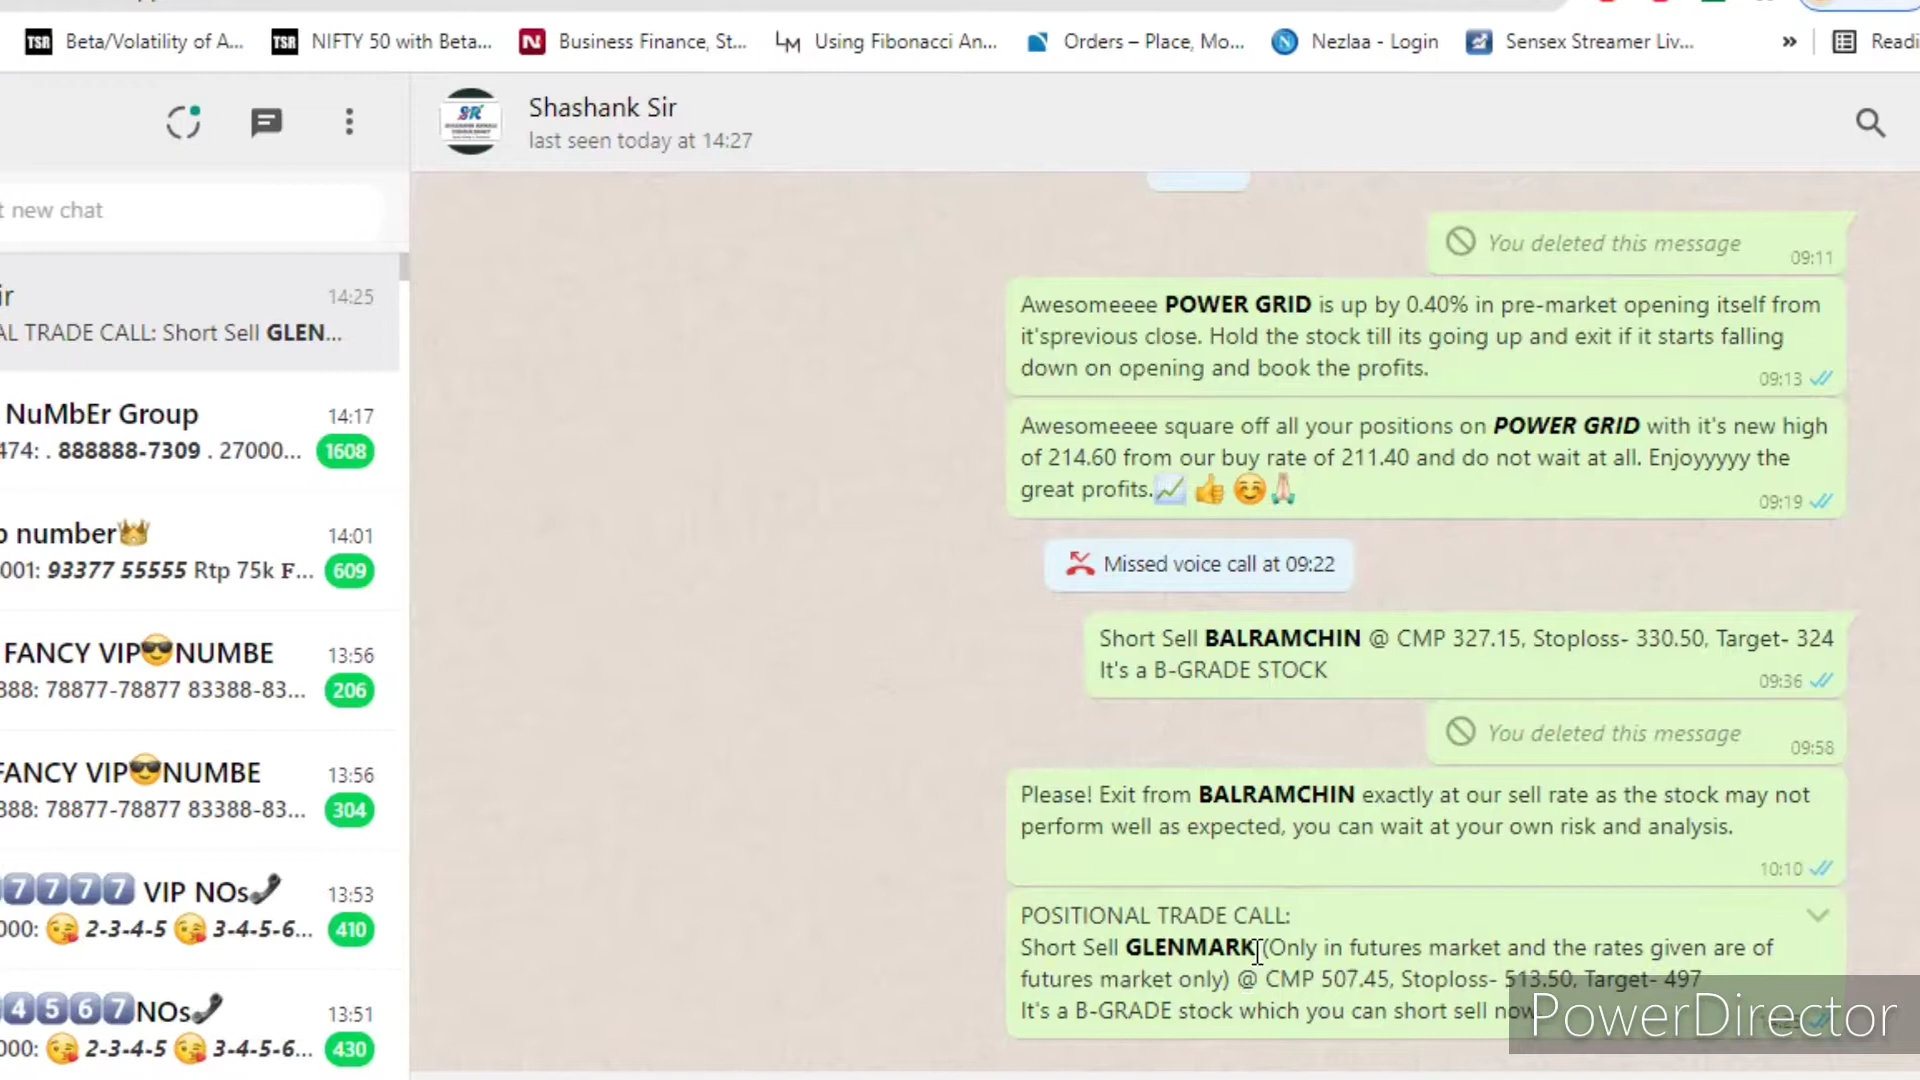 Beta/Volatility of A...
NIFTY 50 with Beta...
Business Finance, St...
Using Fibonacci An...
Orders – Place, Mo...
Nezlaa - Login
Sensex Streamer Liv...
»
Readi
Shashank Sir
last seen today at 14:27
t new chat
ir 14:25
AL TRADE CALL: Short Sell GLEN...
NuMbEr Group 14:17
474: . 888888-7309 . 27000... 1608
p number👑 14:01
001: 93377 55555 Rtp 75k F... 609
FANCY VIP😎NUMBE 13:56
388: 78877-78877 83388-83... 206
FANCY VIP😎NUMBE 13:56
388: 78877-78877 83388-83... 304
7777 VIP NOs 13:53
000: 😘 2-3-4-5 😘 3-4-5-6... 410
4567NOs 13:51
000: 😘 2-3-4-5 😘 3-4-5-6... 430
You deleted this message 09:11
Awesomeeee POWER GRID is up by 0.40% in pre-market opening itself from
it'sprevious close. Hold the stock till its going up and exit if it starts falling
down on opening and book the profits. 09:13
Awesomeeee square off all your positions on POWER GRID with it's new high
of 214.60 from our buy rate of 211.40 and do not wait at all. Enjoyyyyy the
great profits.📈 👍 ☺️🙏 09:19
Missed voice call at 09:22
Short Sell BALRAMCHIN @ CMP 327.15, Stoploss- 330.50, Target- 324
It's a B-GRADE STOCK 09:36
You deleted this message 09:58
Please! Exit from BALRAMCHIN exactly at our sell rate as the stock may not
perform well as expected, you can wait at your own risk and analysis.
10:10
POSITIONAL TRADE CALL:
Short Sell GLENMARK (Only in futures market and the rates given are of
futures market only) @ CMP 507.45, Stoploss- 513.50, Target- 497
It's a B-GRADE stock which you can short sell now
PowerDirector